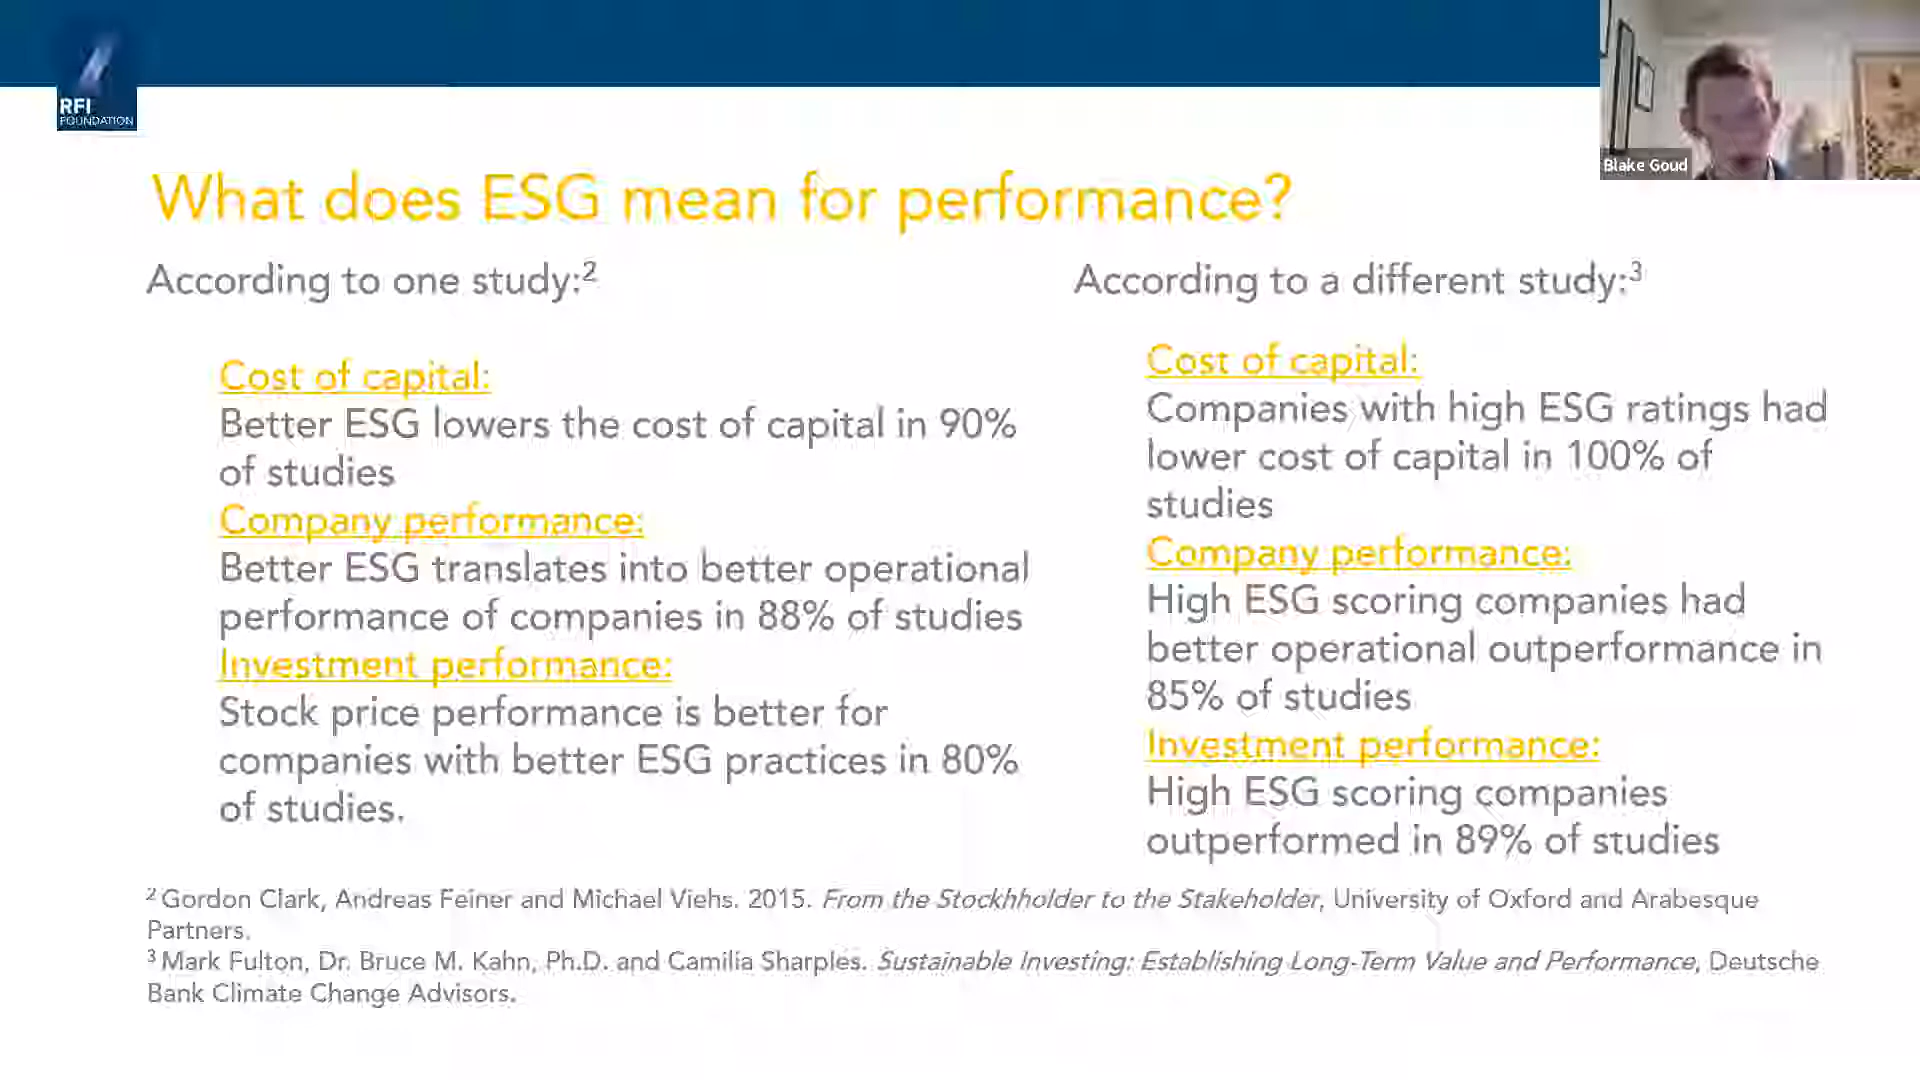 RFI
FOUNDATION
Blake Goud
What does ESG mean for performance?
According to one study:2
Cost of capital:
Better ESG lowers the cost of capital in 90%
of studies
Company performance:
Better ESG translates into better operational
performance of companies in 88% of studies
Investment performance:
Stock price performance is better for
companies with better ESG practices in 80%
of studies.
According to a different study:3
Cost of capital:
Companies with high ESG ratings had
lower cost of capital in 100% of
studies
Company performance:
High ESG scoring companies had
better operational outperformance in
85% of studies
Investment performance:
High ESG scoring companies
outperformed in 89% of studies
2 Gordon Clark, Andreas Feiner and Michael Viehs. 2015. From the Stockhholder to the Stakeholder, University of Oxford and Arabesque
Partners.
3 Mark Fulton, Dr. Bruce M. Kahn, Ph.D. and Camilia Sharples. Sustainable Investing: Establishing Long-Term Value and Performance, Deutsche
Bank Climate Change Advisors.